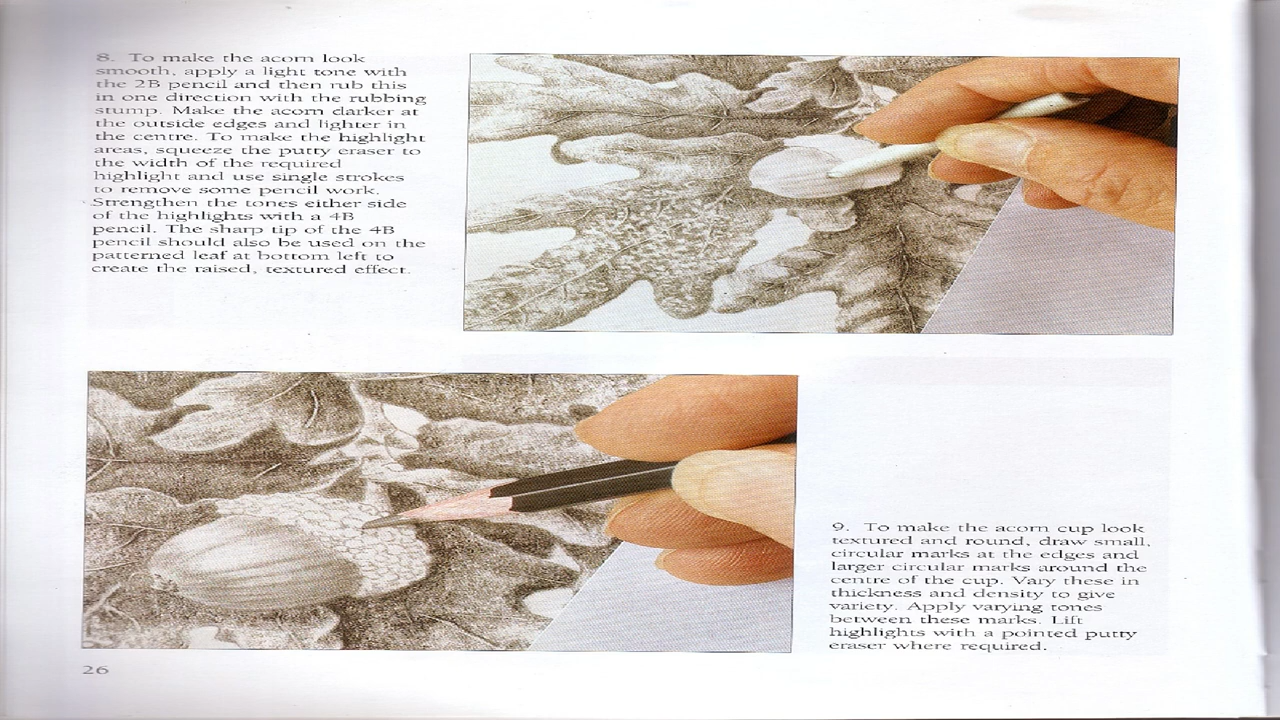 8. To make the acorn look
smooth, apply a light tone with
the 2B pencil and then rub this
in one direction with the rubbing
stump. Make the acorn darker at
the outside edges and lighter in
the centre. To make the highlight
areas, squeeze the putty eraser to
the width of the required
highlight and use single strokes
to remove some pencil work.
Strengthen the tones either side
of the highlights with a 4B
pencil. The sharp tip of the 4B
pencil should also be used on the
patterned leaf at bottom left to
create the raised, textured effect.
9. To make the acorn cup look
textured and round, draw small,
circular marks at the edges and
larger circular marks around the
centre of the cup. Vary these in
thickness and density to give
variety. Apply varying tones
between these marks. Lift
highlights with a pointed putty
eraser where required.
26